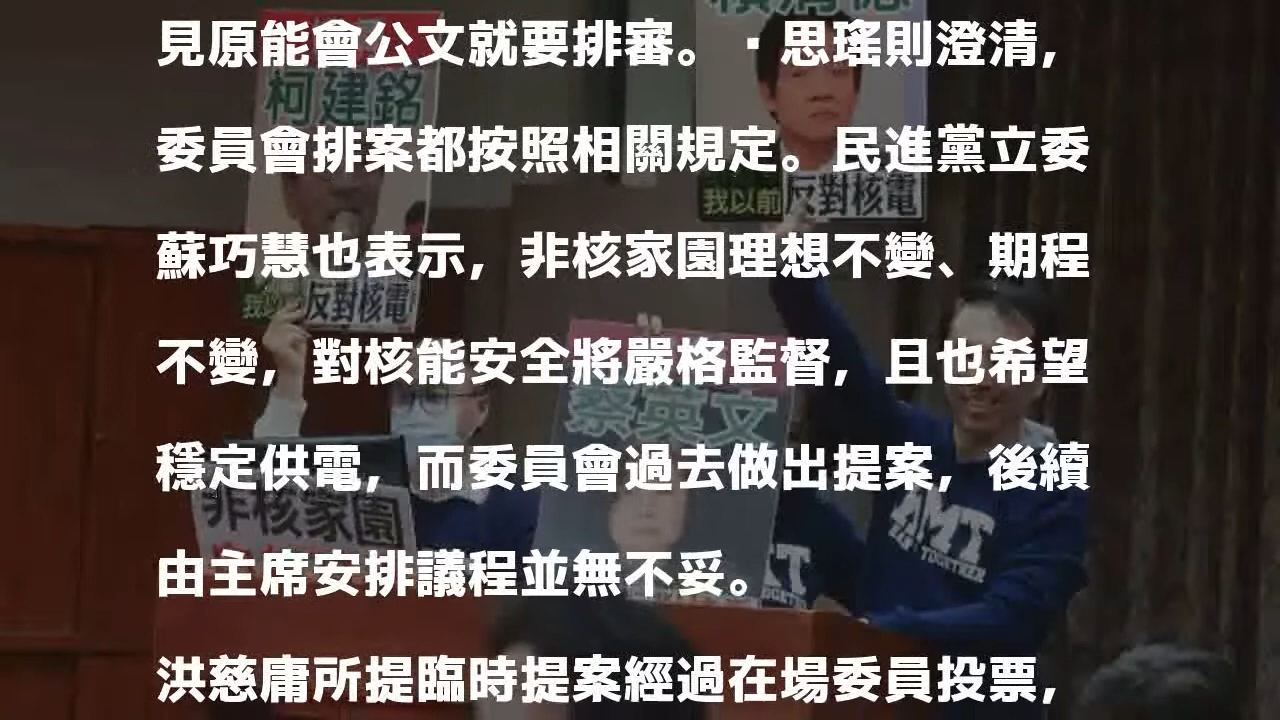 見原能會公文就要排審。▪思瑤則澄清，
委員會排案都按照相關規定。民進黨立委
蘇巧慧也表示，非核家園理想不變、期程
不變，對核能安全將嚴格監督，且也希望
穩定供電，而委員會過去做出提案，後續
由主席安排議程並無不妥。
洪慈庸所提臨時提案經過在場委員投票，
柯建銘
我以前反對核電
反對核電
蔡英文
非核家園
AMT
TOGETHER